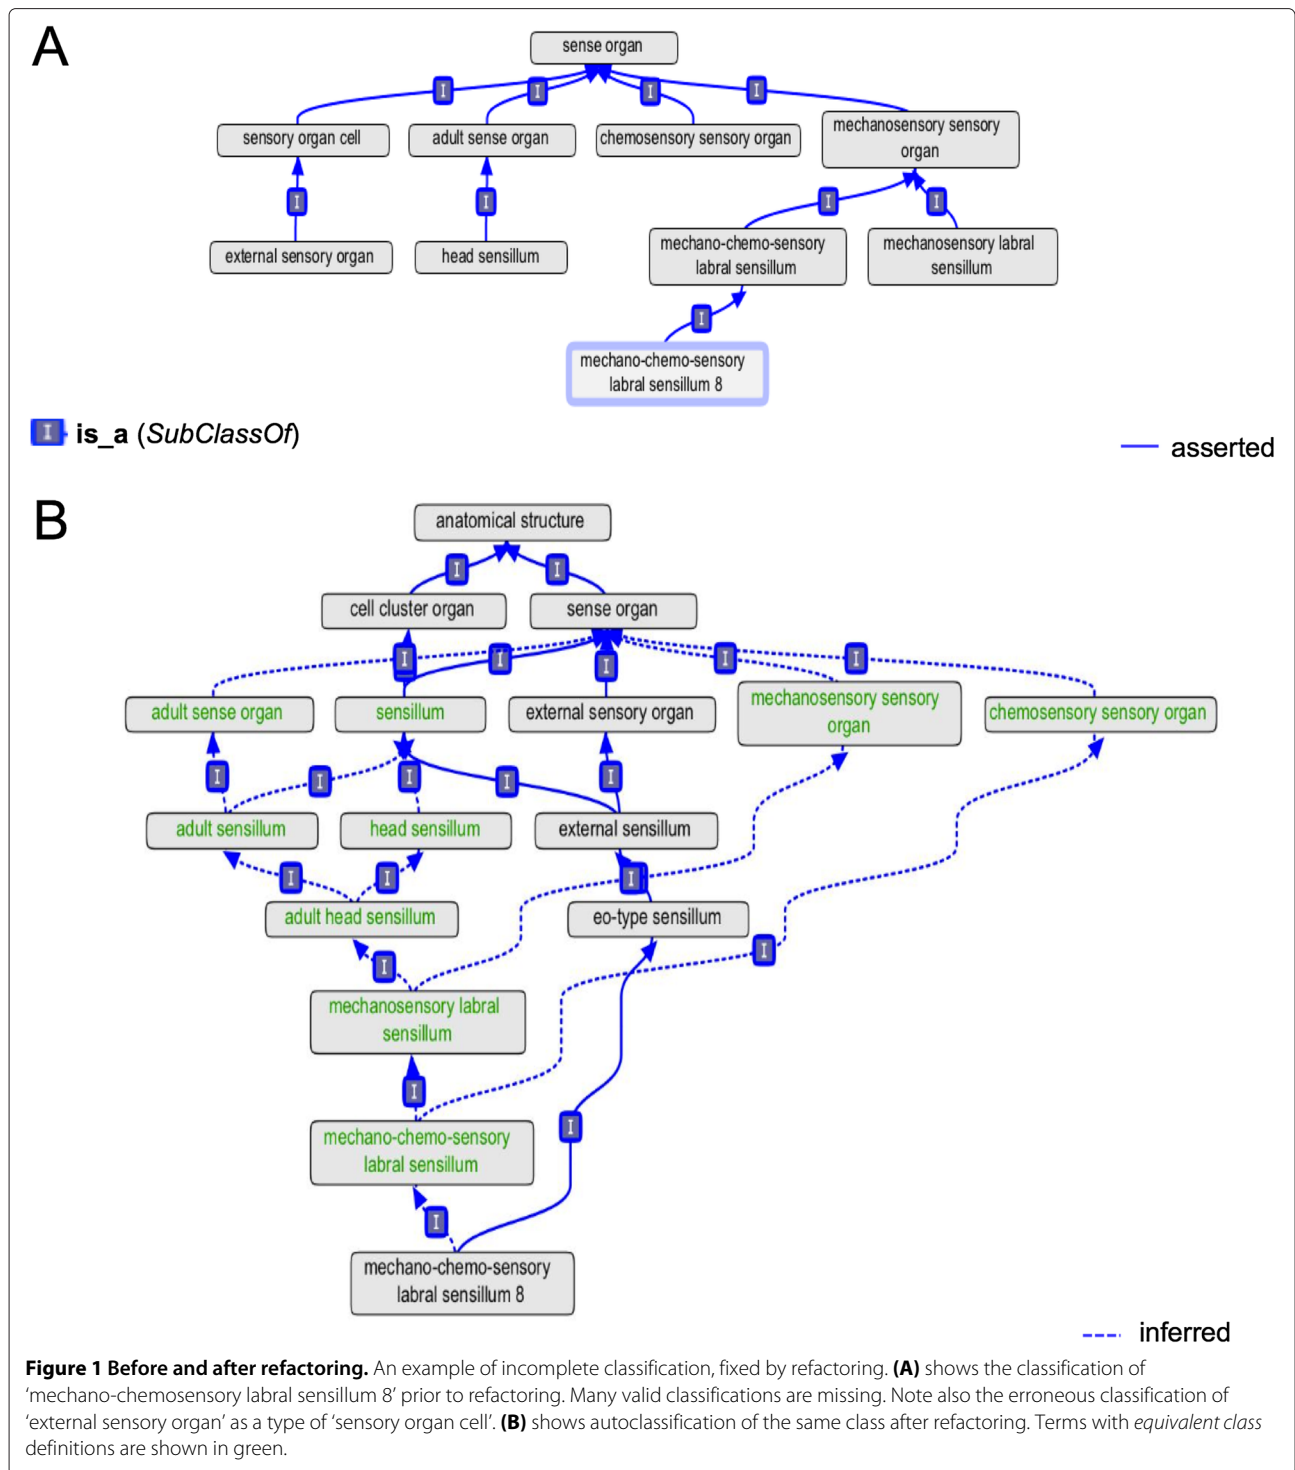 A
sense organ
I I I I
sensory organ cell
adult sense organ
chemosensory sensory organ
mechanosensory sensory
organ
I I I I
external sensory organ
head sensillum
mechano-chemo-sensory
labral sensillum
mechanosensory labral
sensillum
I
mechano-chemo-sensory
labral sensillum 8
I is_a (SubClassOf)
asserted
B
anatomical structure
I I
cell cluster organ
sense organ
I I I I I
adult sense organ
sensillum
external sensory organ
mechanosensory sensory
organ
chemosensory sensory organ
I I I I I
adult sensillum
head sensillum
external sensillum
I I I
adult head sensillum
eo-type sensillum
I
I
mechanosensory labral
sensillum
I
I
mechano-chemo-sensory
labral sensillum
I
mechano-chemo-sensory
labral sensillum 8
inferred
Figure 1 Before and after refactoring. An example of incomplete classification, fixed by refactoring. (A) shows the classification of
‘mechano-chemosensory labral sensillum 8’ prior to refactoring. Many valid classifications are missing. Note also the erroneous classification of
‘external sensory organ’ as a type of ‘sensory organ cell’. (B) shows autoclassification of the same class after refactoring. Terms with equivalent class
definitions are shown in green.